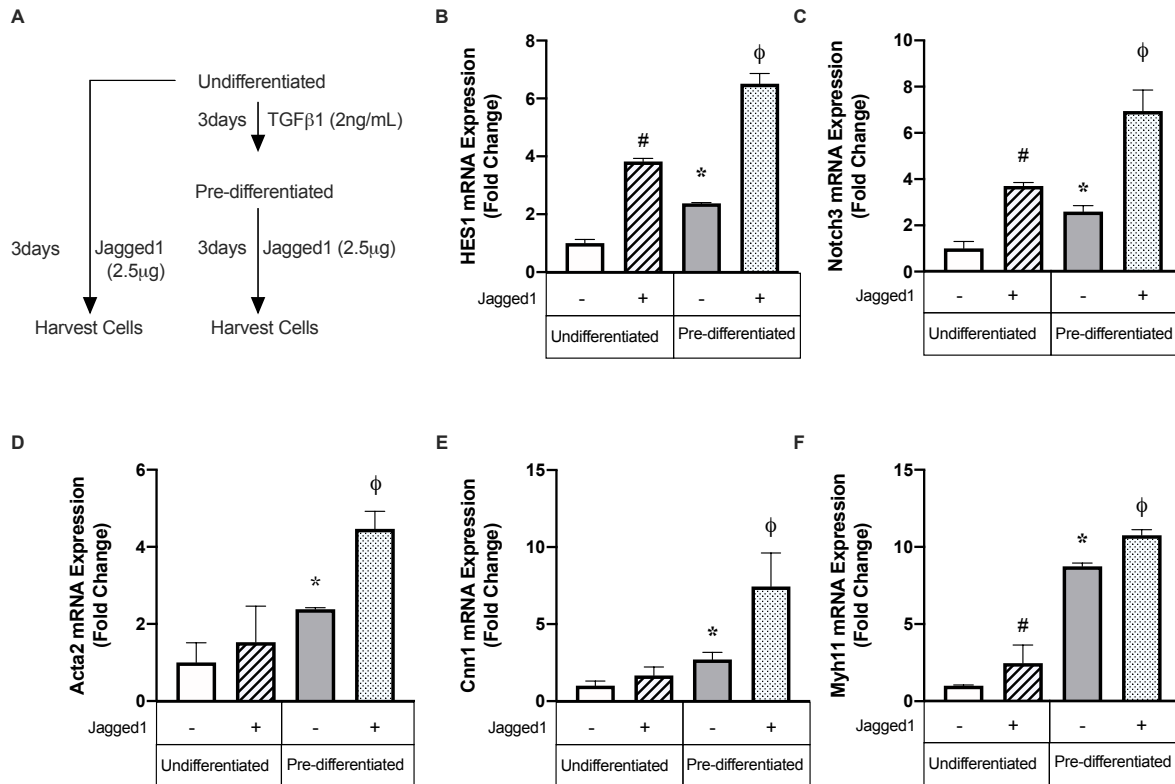 A
Undifferentiated
3days TGFβ1 (2ng/mL)
Pre-differentiated
3days Jagged1
(2.5μg)
3days Jagged1 (2.5μg)
Harvest Cells Harvest Cells
B
HES1 mRNA Expression
(Fold Change)
8
6
4
2
0
#
*
ϕ
Jagged1 - + - +
Undifferentiated Pre-differentiated
C
Notch3 mRNA Expression
(Fold Change)
10
8
6
4
2
0
#
*
ϕ
Jagged1 - + - +
Undifferentiated Pre-differentiated
D
Acta2 mRNA Expression
(Fold Change)
6
4
2
0
*
ϕ
Jagged1 - + - +
Undifferentiated Pre-differentiated
E
Cnn1 mRNA Expression
(Fold Change)
15
10
5
0
*
ϕ
Jagged1 - + - +
Undifferentiated Pre-differentiated
F
Myh11 mRNA Expression
(Fold Change)
15
10
5
0
#
*
ϕ
Jagged1 - + - +
Undifferentiated Pre-differentiated